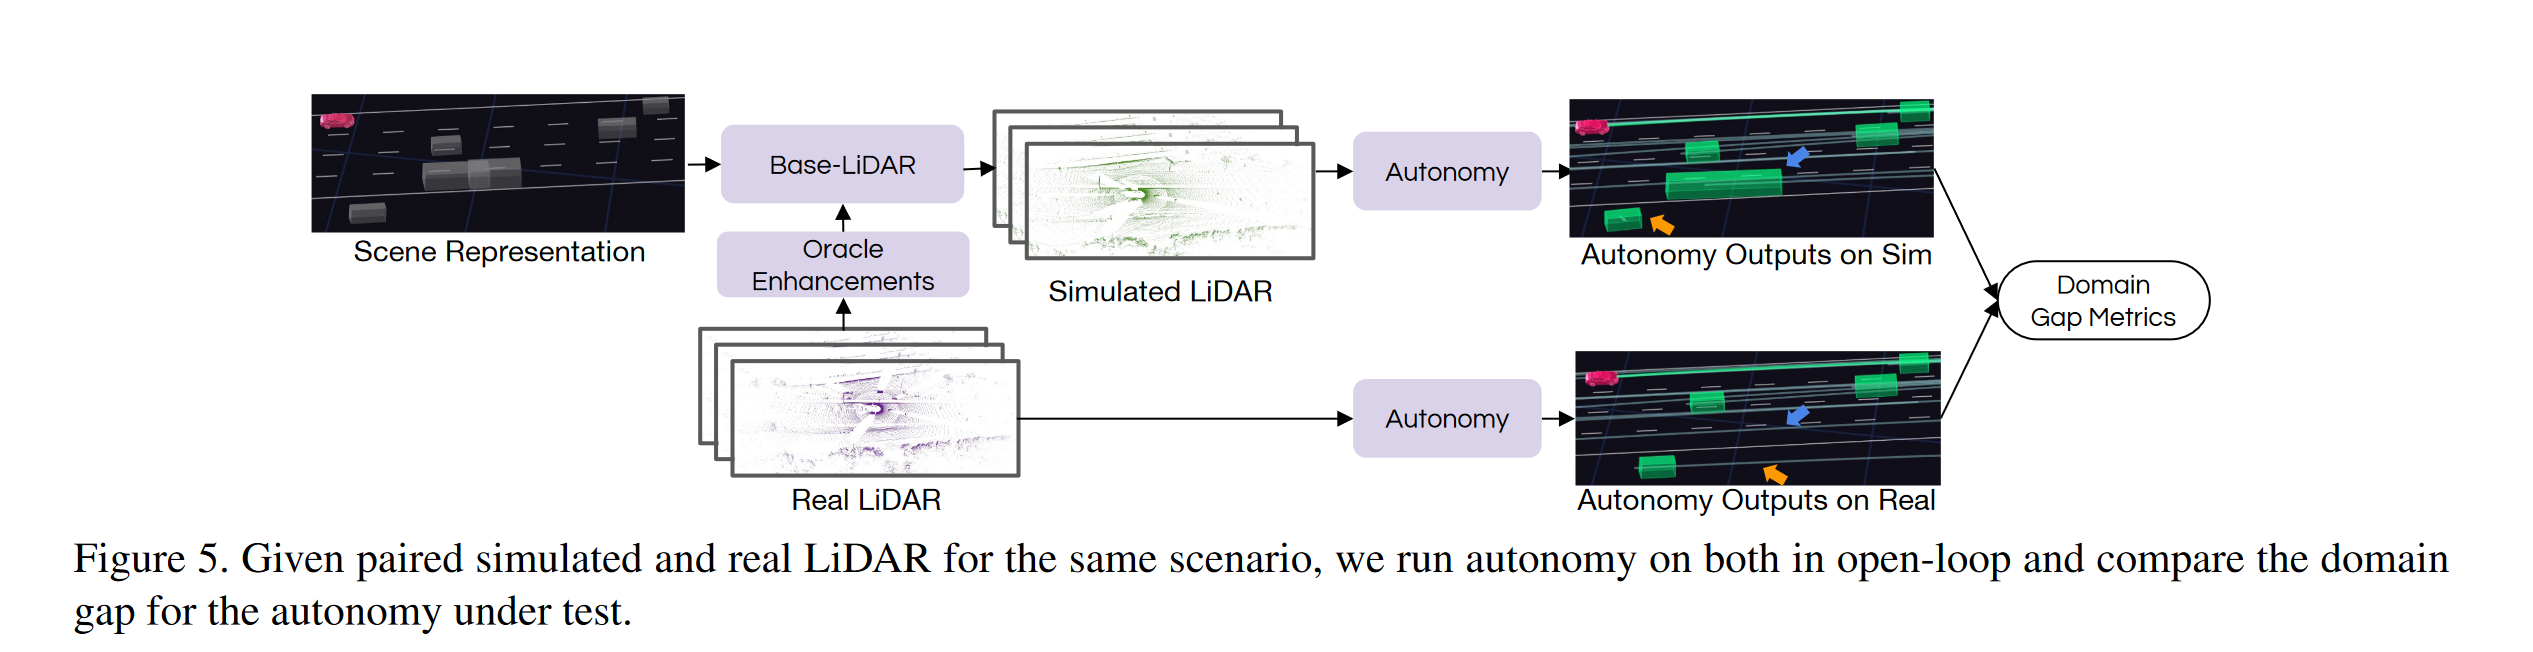 Scene Representation
Base-LiDAR
Oracle
Enhancements
Real LiDAR
Simulated LiDAR
Autonomy
Autonomy
Autonomy Outputs on Sim
Autonomy Outputs on Real
Domain
Gap Metrics
Figure 5. Given paired simulated and real LiDAR for the same scenario, we run autonomy on both in open-loop and compare the domain
gap for the autonomy under test.